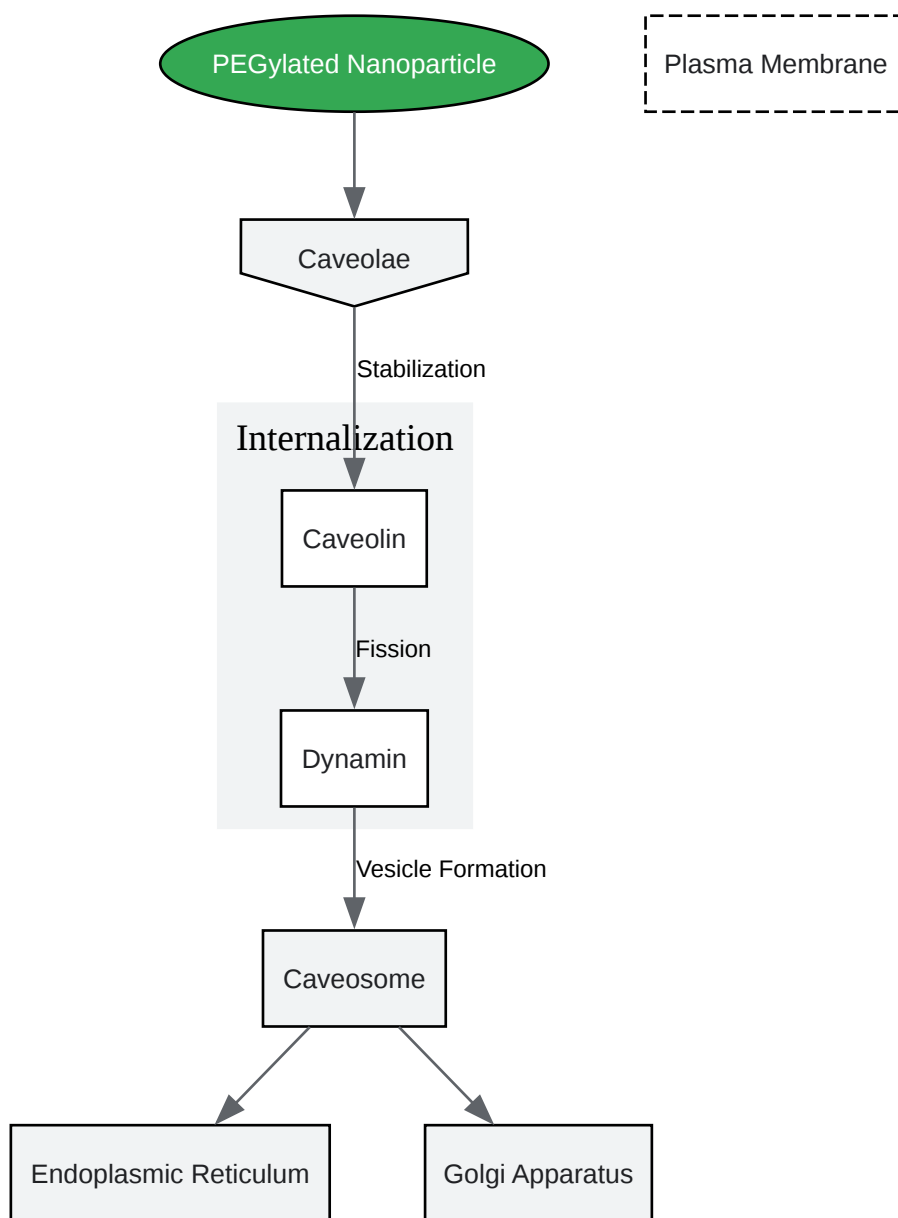 PEGylated Nanoparticle
Plasma Membrane
Caveolae
Stabilization
Internalization
Caveolin
Fission
Dynamin
Vesicle Formation
Caveosome
Endoplasmic Reticulum
Golgi Apparatus